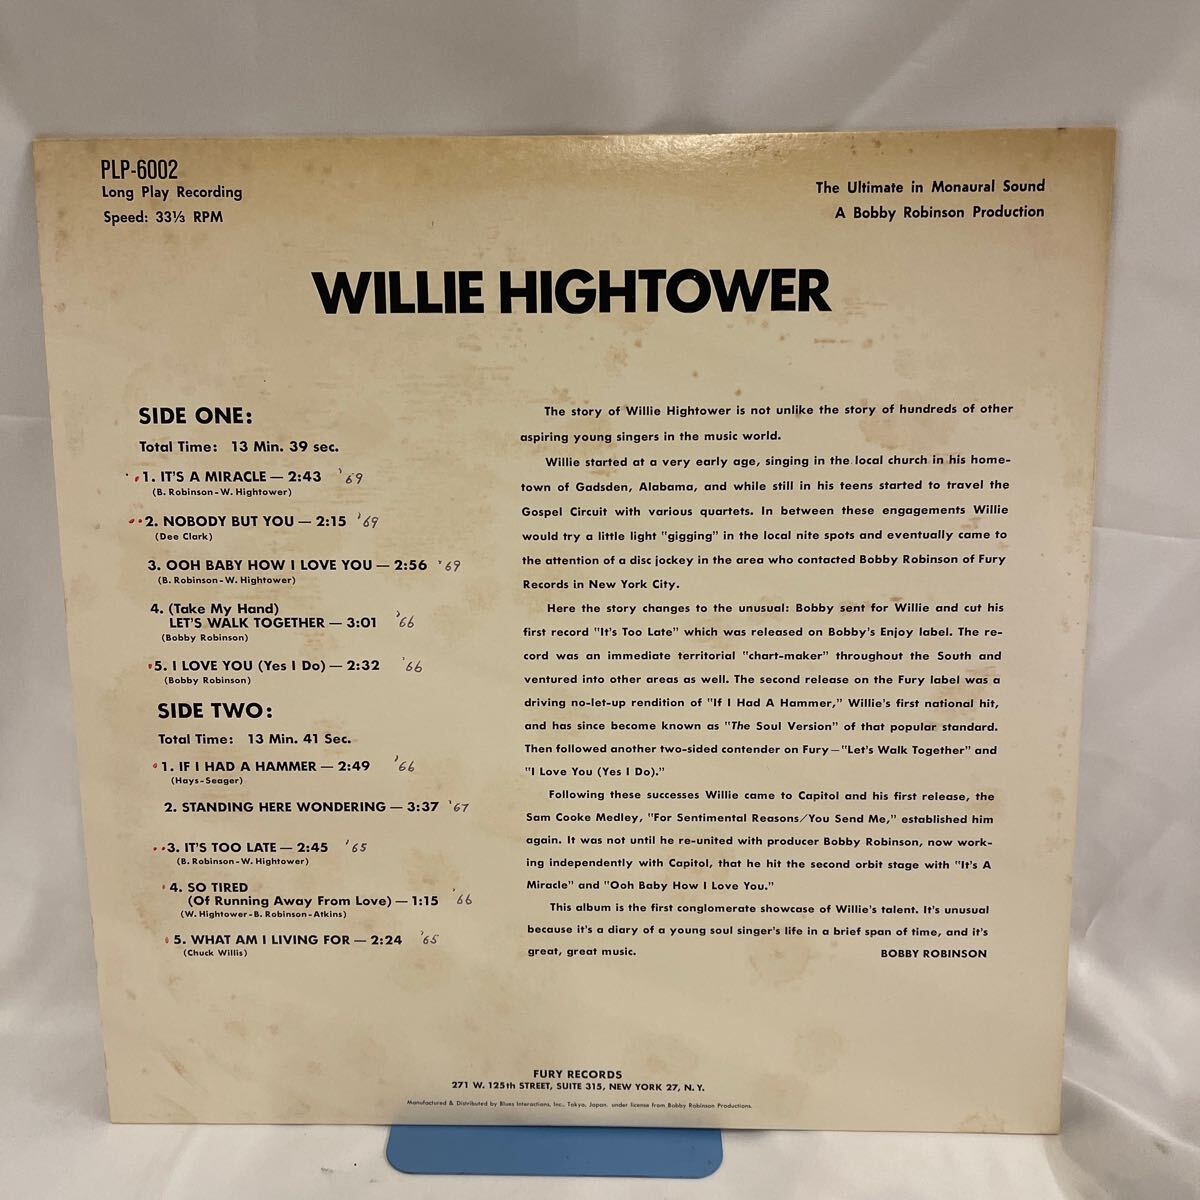 PLP-6002
Long Play Recording
Speed: 33⅓ RPM
The Ultimate in Monaural Sound
A Bobby Robinson Production
WILLIE HIGHTOWER
SIDE ONE:
Total Time: 13 Min. 39 sec.
1. IT'S A MIRACLE — 2:43 '69
(B. Robinson-W. Hightower)
2. NOBODY BUT YOU — 2:15 '69
(Dee Clark)
3. OOH BABY HOW I LOVE YOU — 2:56 '69
(B. Robinson-W. Hightower)
4. (Take My Hand)
LET'S WALK TOGETHER — 3:01 '66
(Bobby Robinson)
5. I LOVE YOU (Yes I Do) — 2:32 '66
(Bobby Robinson)
SIDE TWO:
Total Time: 13 Min. 41 Sec.
1. IF I HAD A HAMMER — 2:49 '66
(Hays-Seager)
2. STANDING HERE WONDERING — 3:37 '67
3. IT'S TOO LATE — 2:45 '65
(B. Robinson-W. Hightower)
4. SO TIRED
(Of Running Away From Love) — 1:15 '66
(W. Hightower-B. Robinson-Atkins)
5. WHAT AM I LIVING FOR — 2:24 '65
(Chuck Willis)
The story of Willie Hightower is not unlike the story of hundreds of other
aspiring young singers in the music world.
Willie started at a very early age, singing in the local church in his home-
town of Gadsden, Alabama, and while still in his teens started to travel the
Gospel Circuit with various quartets. In between these engagements Willie
would try a little light "gigging" in the local nite spots and eventually came to
the attention of a disc jockey in the area who contacted Bobby Robinson of Fury
Records in New York City.
Here the story changes to the unusual: Bobby sent for Willie and cut his
first record "It's Too Late" which was released on Bobby's Enjoy label. The re-
cord was an immediate territorial "chart-maker" throughout the South and
ventured into other areas as well. The second release on the Fury label was a
driving no-let-up rendition of "If I Had A Hammer," Willie's first national hit,
and has since become known as "The Soul Version" of that popular standard.
Then followed another two-sided contender on Fury—"Let's Walk Together" and
"I Love You (Yes I Do)."
Following these successes Willie came to Capitol and his first release, the
Sam Cooke Medley, "For Sentimental Reasons/You Send Me," established him
again. It was not until he re-united with producer Bobby Robinson, now work-
ing independently with Capitol, that he hit the second orbit stage with "It's A
Miracle" and "Ooh Baby How I Love You."
This album is the first conglomerate showcase of Willie's talent. It's unusual
because it's a diary of a young soul singer's life in a brief span of time, and it's
great, great music.
BOBBY ROBINSON
FURY RECORDS
271 W. 125th STREET, SUITE 315, NEW YORK 27, N.Y.
Manufactured & Distributed by Blues Interactions, Inc., Tokyo, Japan. under license from Bobby Robinson Productions.